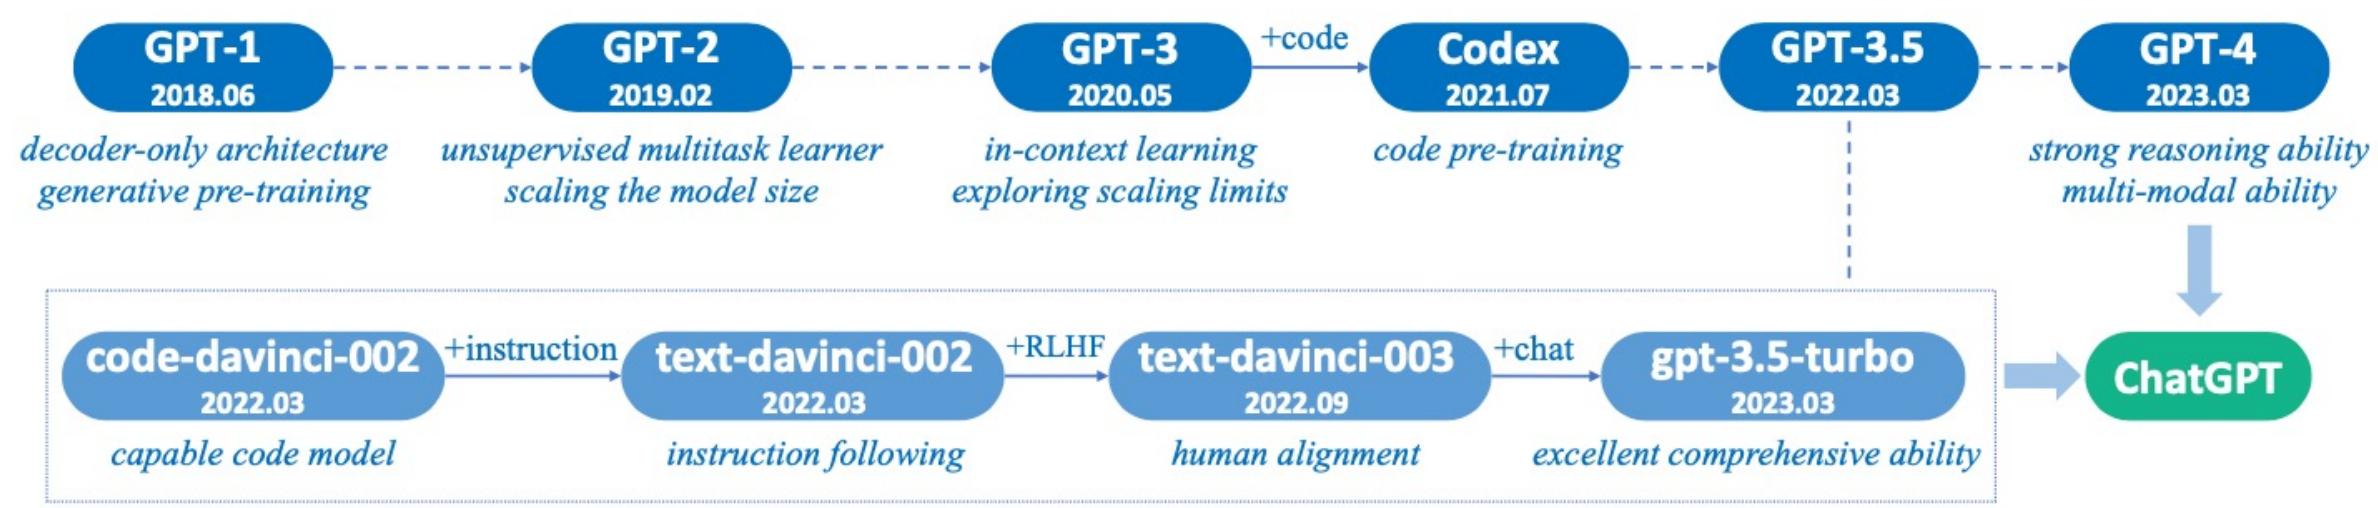 GPT-1
2018.06
decoder-only architecture
generative pre-training
GPT-2
2019.02
unsupervised multitask learner
scaling the model size
GPT-3
2020.05
in-context learning
exploring scaling limits
+code
Codex
2021.07
code pre-training
GPT-3.5
2022.03
GPT-4
2023.03
strong reasoning ability
multi-modal ability
code-davinci-002
2022.03
capable code model
+instruction
text-davinci-002
2022.03
instruction following
+RLHF
text-davinci-003
2022.09
human alignment
+chat
gpt-3.5-turbo
2023.03
excellent comprehensive ability
ChatGPT